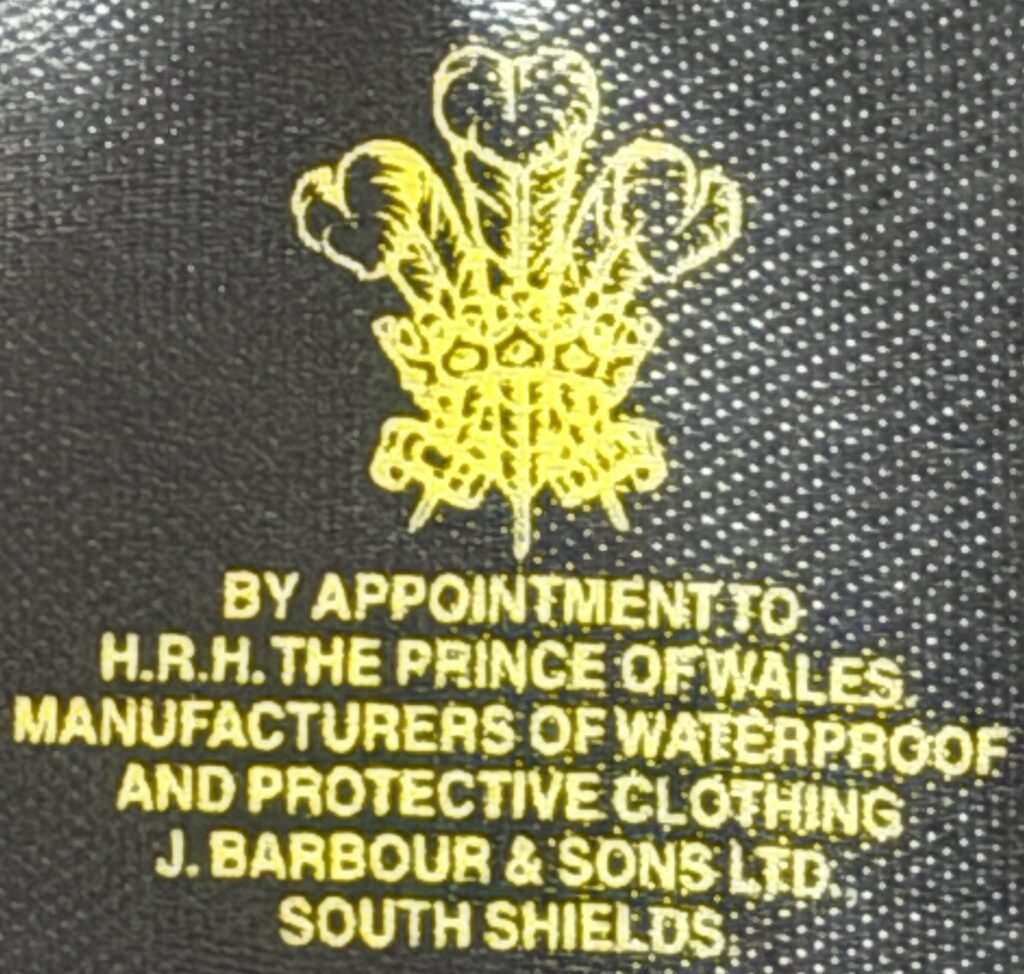 BY APPOINTMENT TO
H.R.H. THE PRINCE OF WALES.
MANUFACTURERS OF WATERPROOF
AND PROTECTIVE CLOTHING
J. BARBOUR & SONS LTD.,
SOUTH SHIELDS.